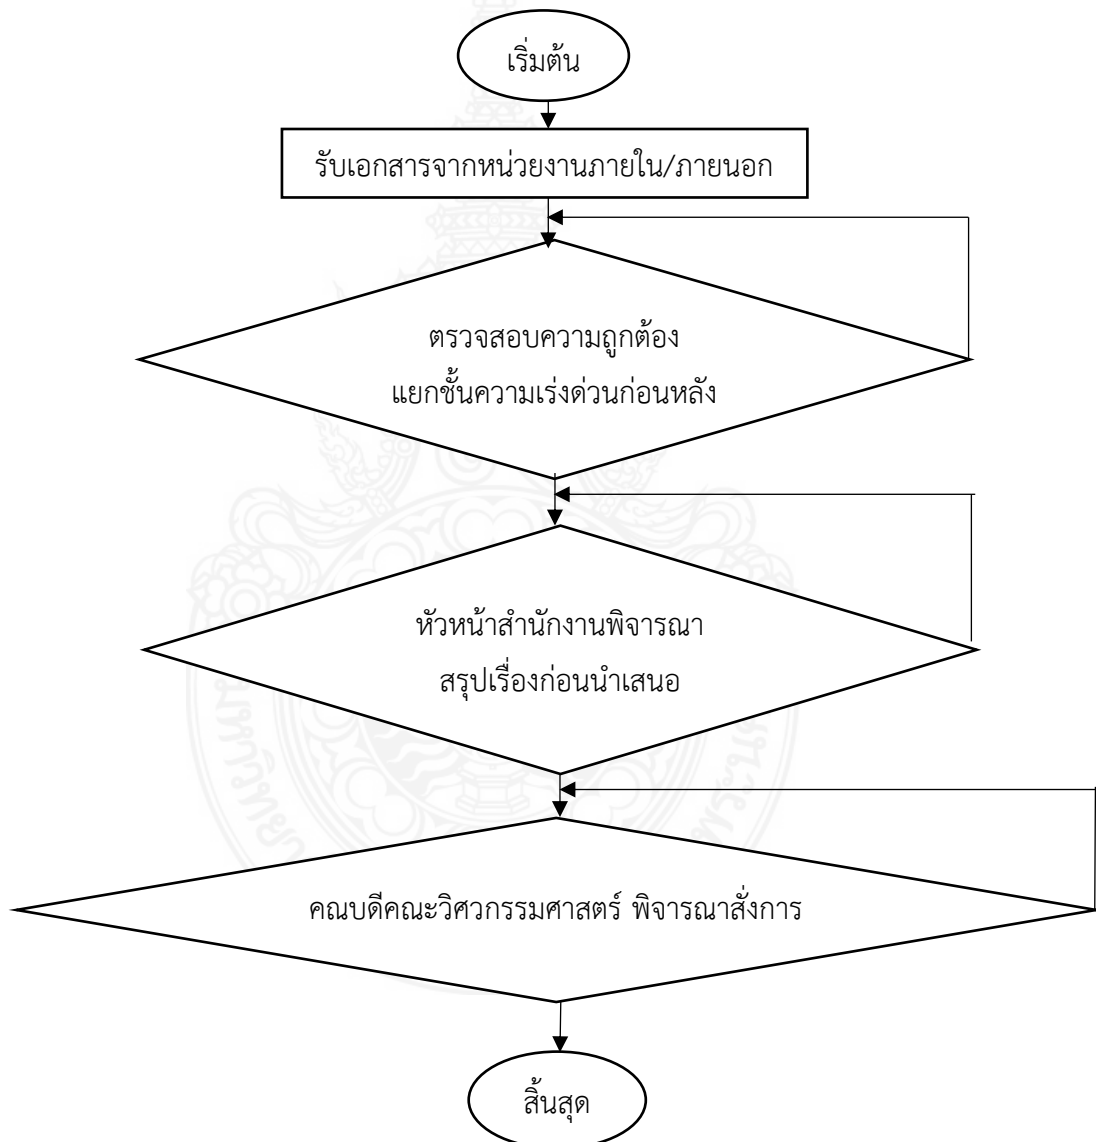 เริ่มต้น
รับเอกสารจากหน่วยงานภายใน/ภายนอก
ตรวจสอบความถูกต้อง
แยกชั้นความเร่งด่วนก่อนหลัง
หัวหน้าสำนักงานพิจารณา
สรุปเรื่องก่อนนำเสนอ
คณบดีคณะวิศวกรรมศาสตร์ พิจารณาสั่งการ
สิ้นสุด